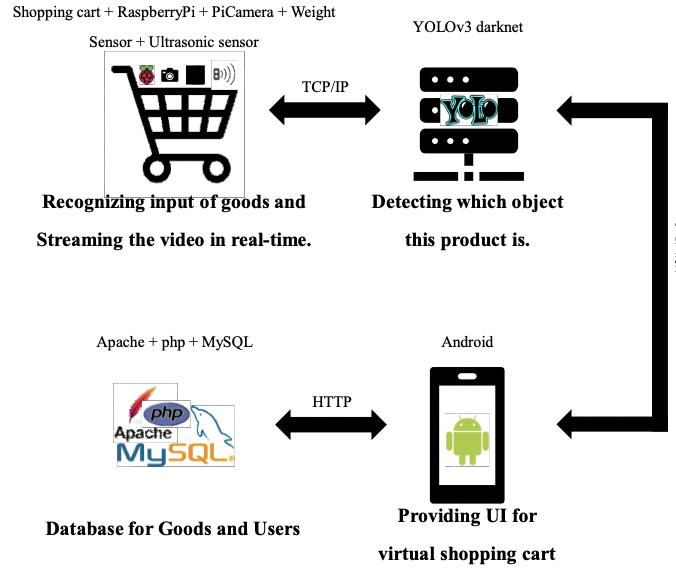 Shopping cart + RaspberryPi + PiCamera + Weight
Sensor + Ultrasonic sensor
YOLOv3 darknet
TCP/IP
YOLO
Recognizing input of goods and
Streaming the video in real-time.
Detecting which object
this product is.
Apache + php + MySQL
Android
HTTP
php
Apache
MySQL
Database for Goods and Users
Providing UI for
virtual shopping cart